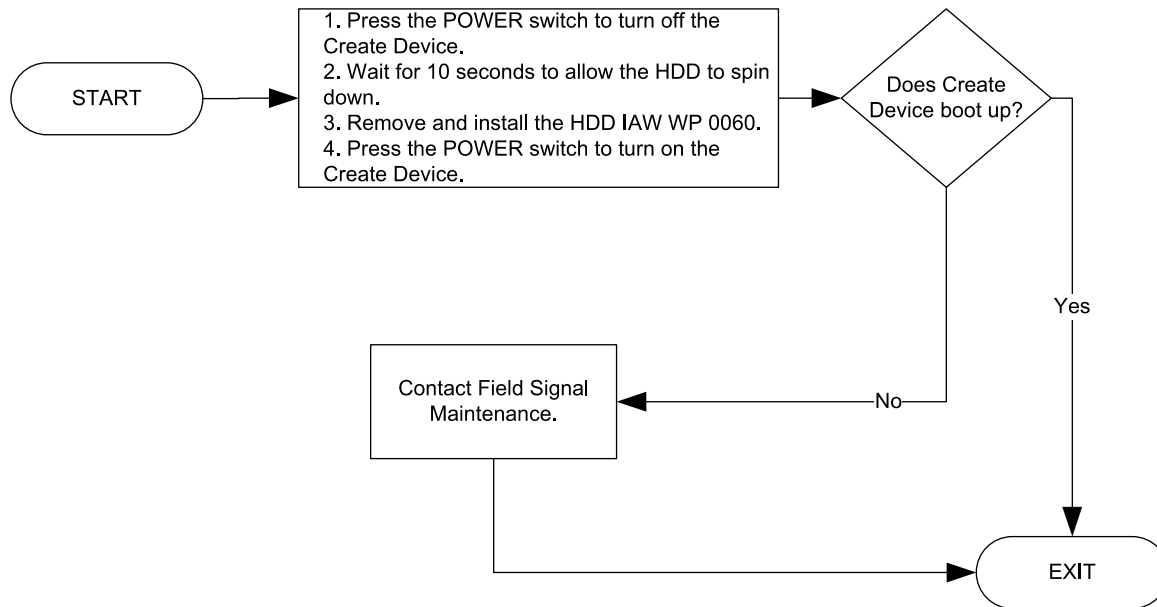 START
1. Press the POWER switch to turn off the
Create Device.
2. Wait for 10 seconds to allow the HDD to spin
down.
3. Remove and install the HDD IAW WP 0060.
4. Press the POWER switch to turn on the
Create Device.
Does Create
Device boot up?
Yes
No
Contact Field Signal
Maintenance.
EXIT